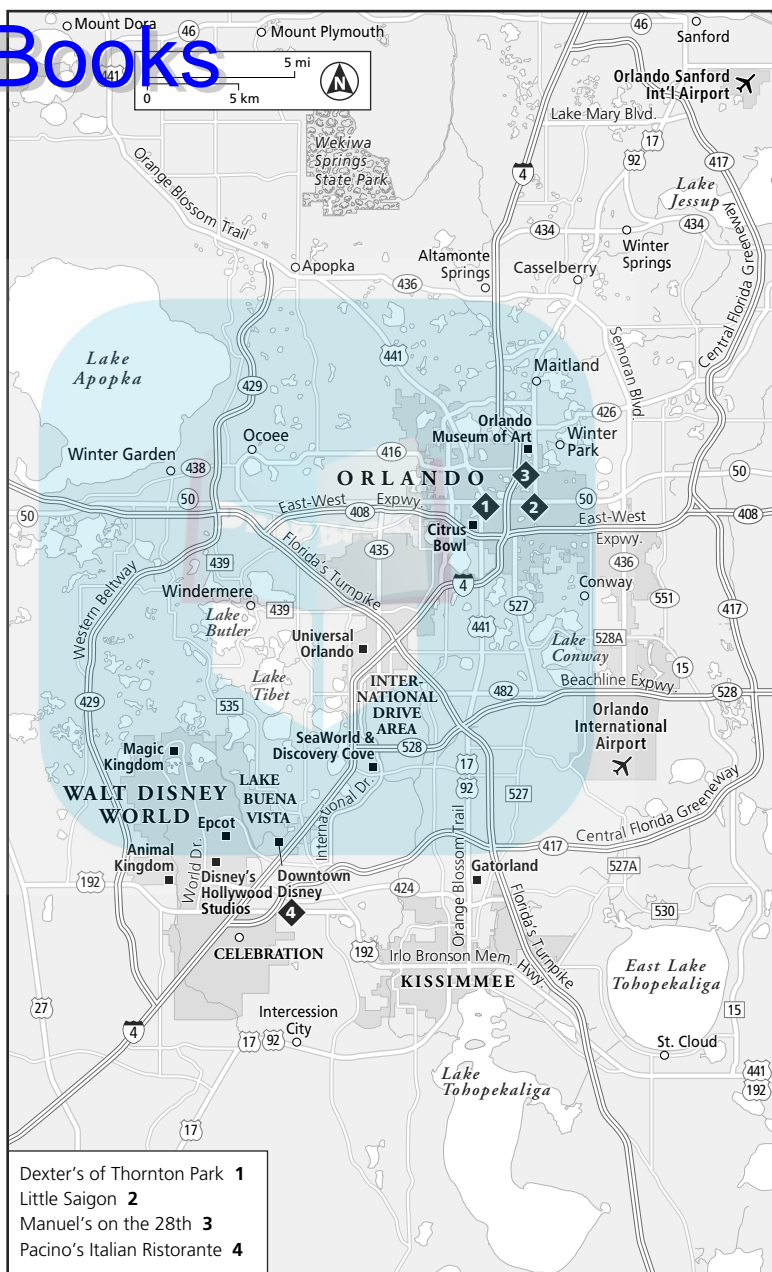 Books
Mount Dora
46
Mount Plymouth
46
Sanford
441
5 mi
N
0
5 km
Orlando Sanford
Int'l Airport
Lake Mary Blvd.
Wekiwa
Springs
State Park
4
17
92
417
Orange Blossom Trail
Lake
Jessup
434
434
Winter
Springs
Altamonte
Springs
Casselberry
Apopka
436
Central Florida Greeneway
Semoran Blvd.
Lake
Apopka
441
429
Maitland
426
Orlando
Museum of Art
Winter
Park
Ocoee
416
Winter Garden
438
ORLANDO
3
50
50
East-West Expwy.
408
1
2
50
50
Citrus
Bowl
East-West
Expwy.
408
435
439
Florida's Turnpike
436
Western Beltway
4
Conway
Windermere
439
527
551
417
Lake
Butler
441
Universal
Orlando
Lake
Conway
528A
15
Lake
Tibet
INTER-
NATIONAL
DRIVE
AREA
482
Beachline Expwy.
528
429
535
Orlando
International
Airport
SeaWorld &
Discovery Cove
528
Magic
Kingdom
17
92
WALT DISNEY
WORLD
LAKE
BUENA
VISTA
International Dr.
527
Epcot
Central Florida Greeneway
417
Animal
Kingdom
World Dr.
Orange Blossom Trail
Gatorland
527A
192
Disney's
Hollywood
Studios
Downtown
Disney
424
4
Florida's Turnpike
530
CELEBRATION
192
Irlo Bronson Mem. Hwy.
KISSIMMEE
East Lake
Tohopekaliga
27
15
Intercession
City
4
17
92
St. Cloud
Lake
Tohopekaliga
441
192
17
Dexter's of Thornton Park 1
Little Saigon 2
Manuel's on the 28th 3
Pacino's Italian Ristorante 4